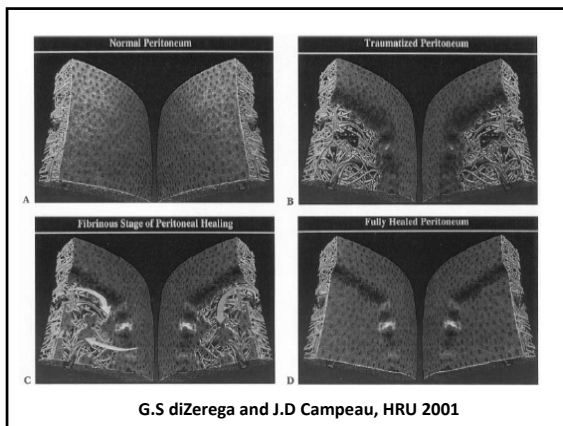 Normal Peritoneum
Traumatized Peritoneum
A
B
Fibrinous Stage of Peritoneal Healing
Fully Healed Peritoneum
C
D
G.S diZerega and J.D Campeau, HRU 2001